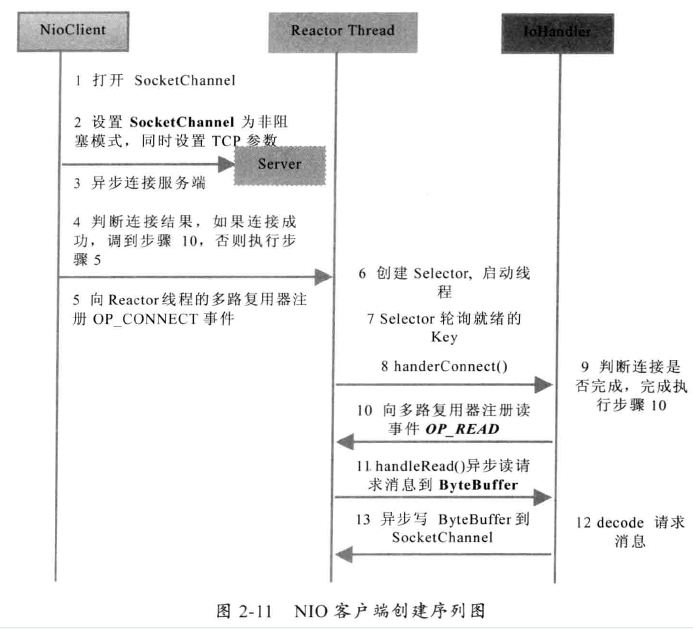 NioClient
Reactor Thread
IoHandler
1 打开 SocketChannel
2 设置 SocketChannel 为非阻
塞模式，同时设置 TCP 参数
Server
3 异步连接服务端
4 判断连接结果，如果连接成
功，调到步骤 10，否则执行步
骤 5
5 向 Reactor 线程的多路复用器注
册 OP_CONNECT 事件
6 创建 Selector, 启动线
程
7 Selector 轮询就绪的
Key
8 handerConnect()
9 判断连接是
否完成，完成执
行步骤 10
10 向多路复用器注册读
事件 OP_READ
11 handleRead()异步读请
求消息到 ByteBuffer
13 异步写 ByteBuffer 到
SocketChannel
12 decode 请求
消息
图 2-11 NIO 客户端创建序列图